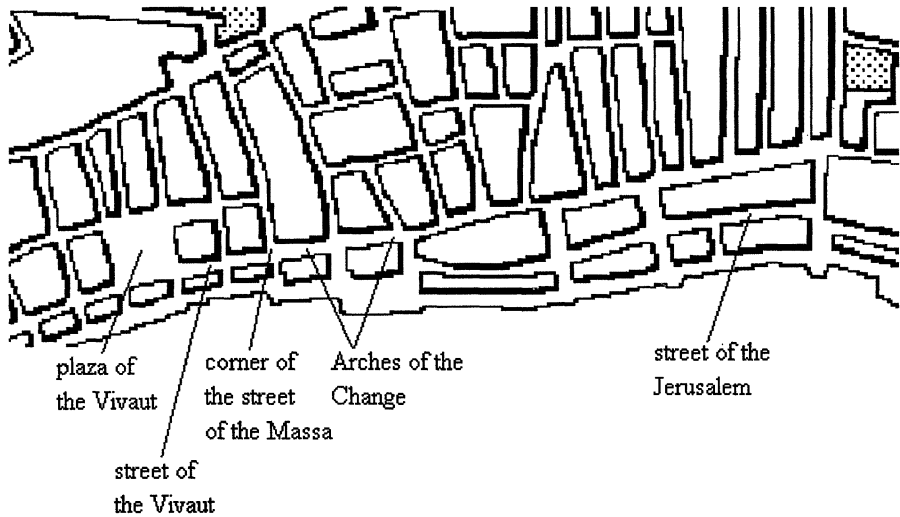 plaza of
the Vivaut
corner of
the street
of the Massa
Arches of the
Change
street of the
Jerusalem
street of
the Vivaut